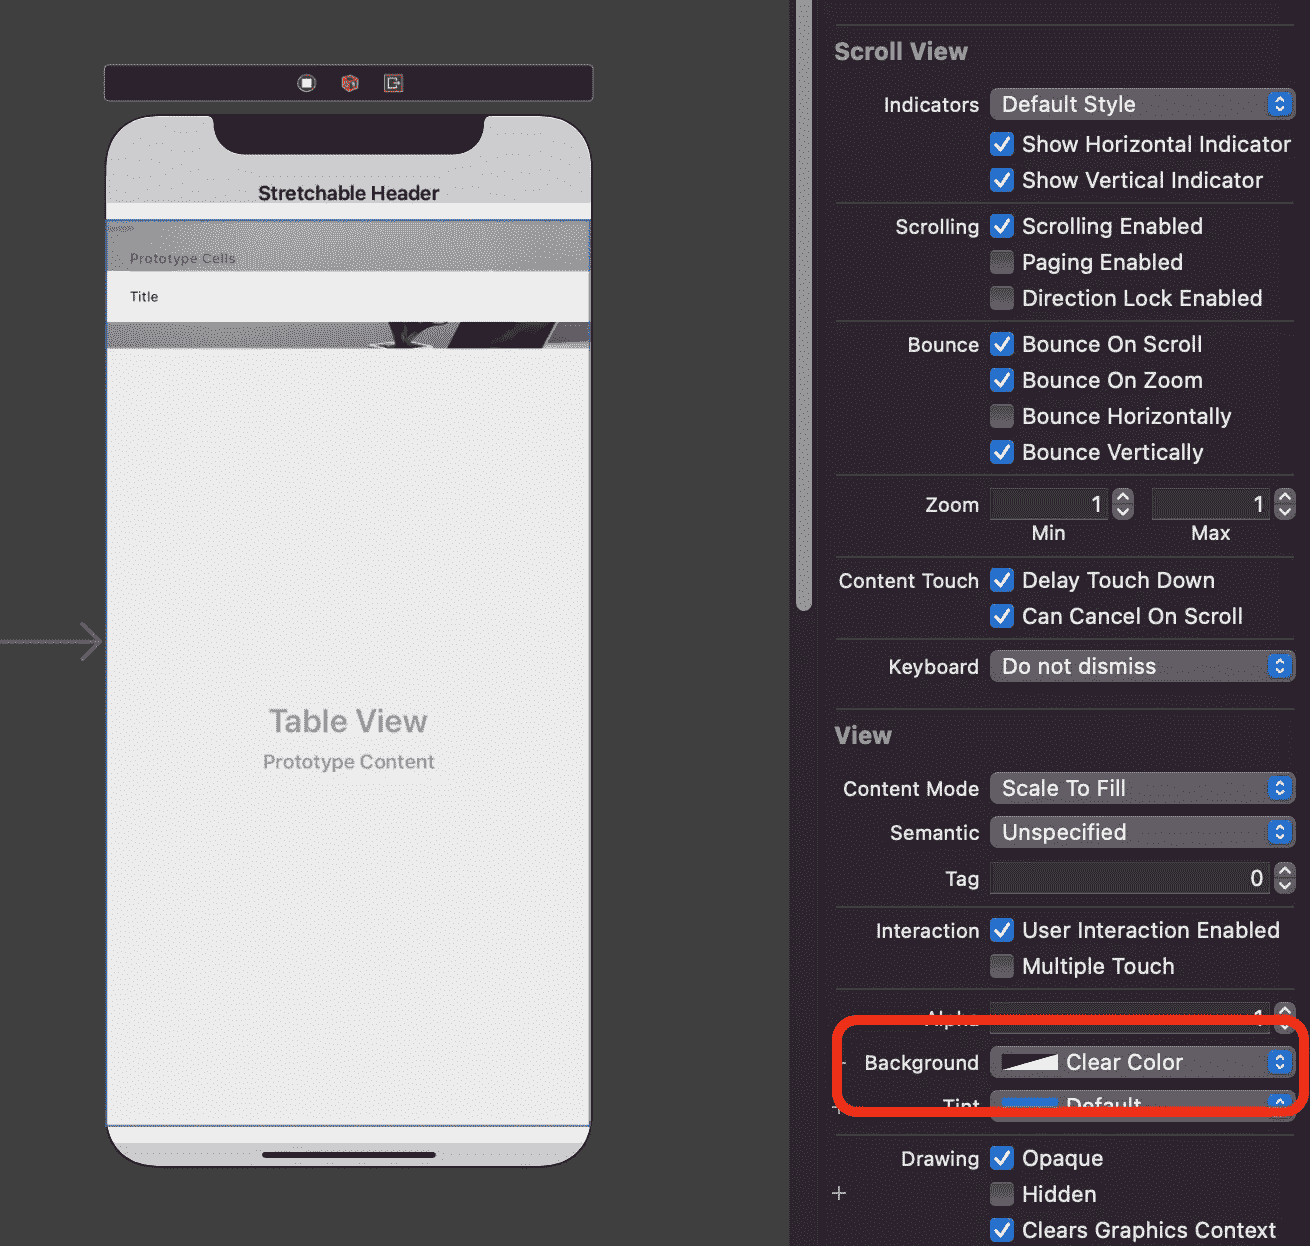 Stretchable Header
Prototype Cells
Title
Table View
Prototype Content
Scroll View
Indicators Default Style
Show Horizontal Indicator
Show Vertical Indicator
Scrolling Scrolling Enabled
Paging Enabled
Direction Lock Enabled
Bounce Bounce On Scroll
Bounce On Zoom
Bounce Horizontally
Bounce Vertically
Zoom 1 1
Min Max
Content Touch Delay Touch Down
Can Cancel On Scroll
Keyboard Do not dismiss
View
Content Mode Scale To Fill
Semantic Unspecified
Tag 0
Interaction User Interaction Enabled
Multiple Touch
Alpha 1
Background Clear Color
Tint Default
Drawing Opaque
+ Hidden
Clears Graphics Context